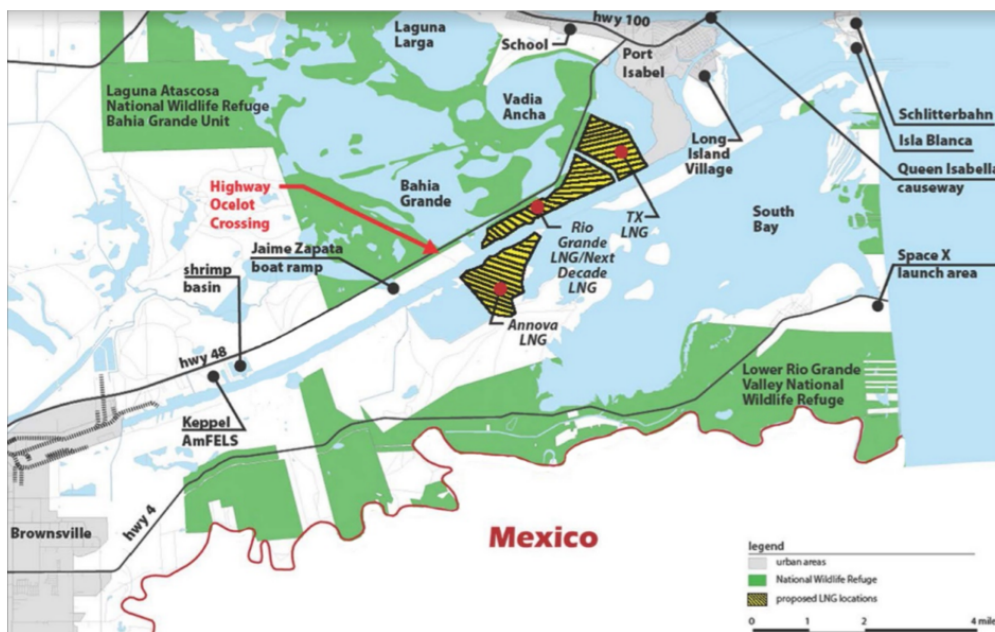 hwy 100
Laguna
Larga
School
Port
Isabel
Laguna Atascosa
National Wildlife Refuge
Bahia Grande Unit
Vadia
Ancha
Schlitterbahn
Isla Blanca
Long
Island
Village
Queen Isabella
causeway
Highway
Ocelot
Crossing
Bahia
Grande
TX
LNG
South
Bay
Rio
Grande
LNG/Next
Decade
LNG
Jaime Zapata
boat ramp
Space X
launch area
shrimp
basin
Annova
LNG
hwy 48
Lower Rio Grande
Valley National
Wildlife Refuge
Keppel
AmFELS
hwy 4
Brownsville
Mexico
legend
urban areas
National Wildlife Refuge
proposed LNG locations
0 1 2 4 mile